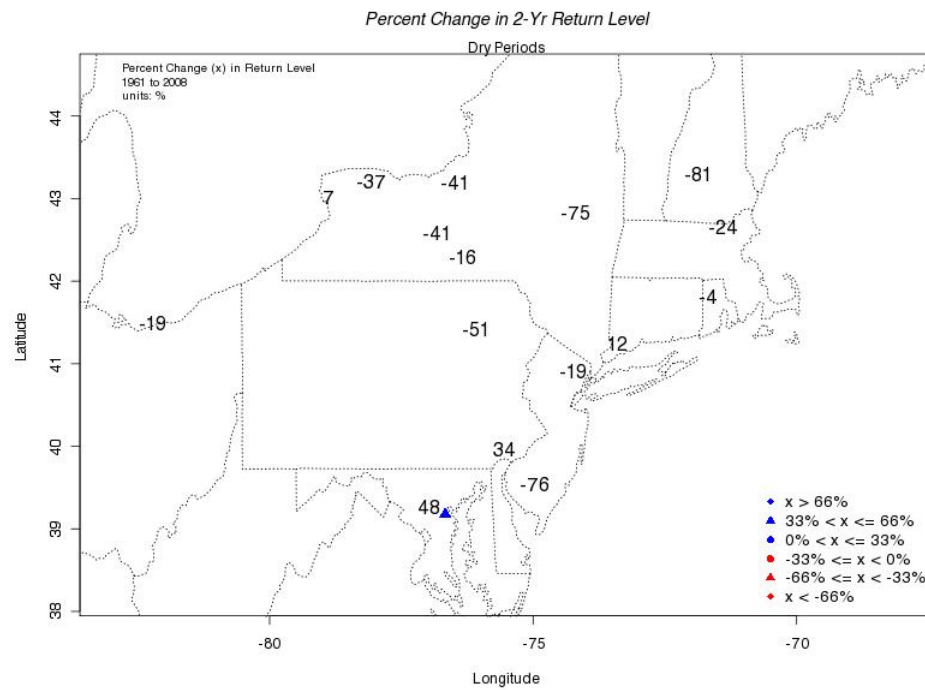 Percent Change in 2-Yr Return Level
Dry Periods
Percent Change (x) in Return Level
1961 to 2008
units: %
44
-81
-37
-41
43
7
-75
-24
-41
-16
42
-4
-19
-51
12
41
-19
40
34
-76
48
39
38
x > 66%
33% < x <= 66%
0% < x <= 33%
-33% <= x < 0%
-66% <= x < -33%
x < -66%
Latitude
-80
-75
-70
Longitude